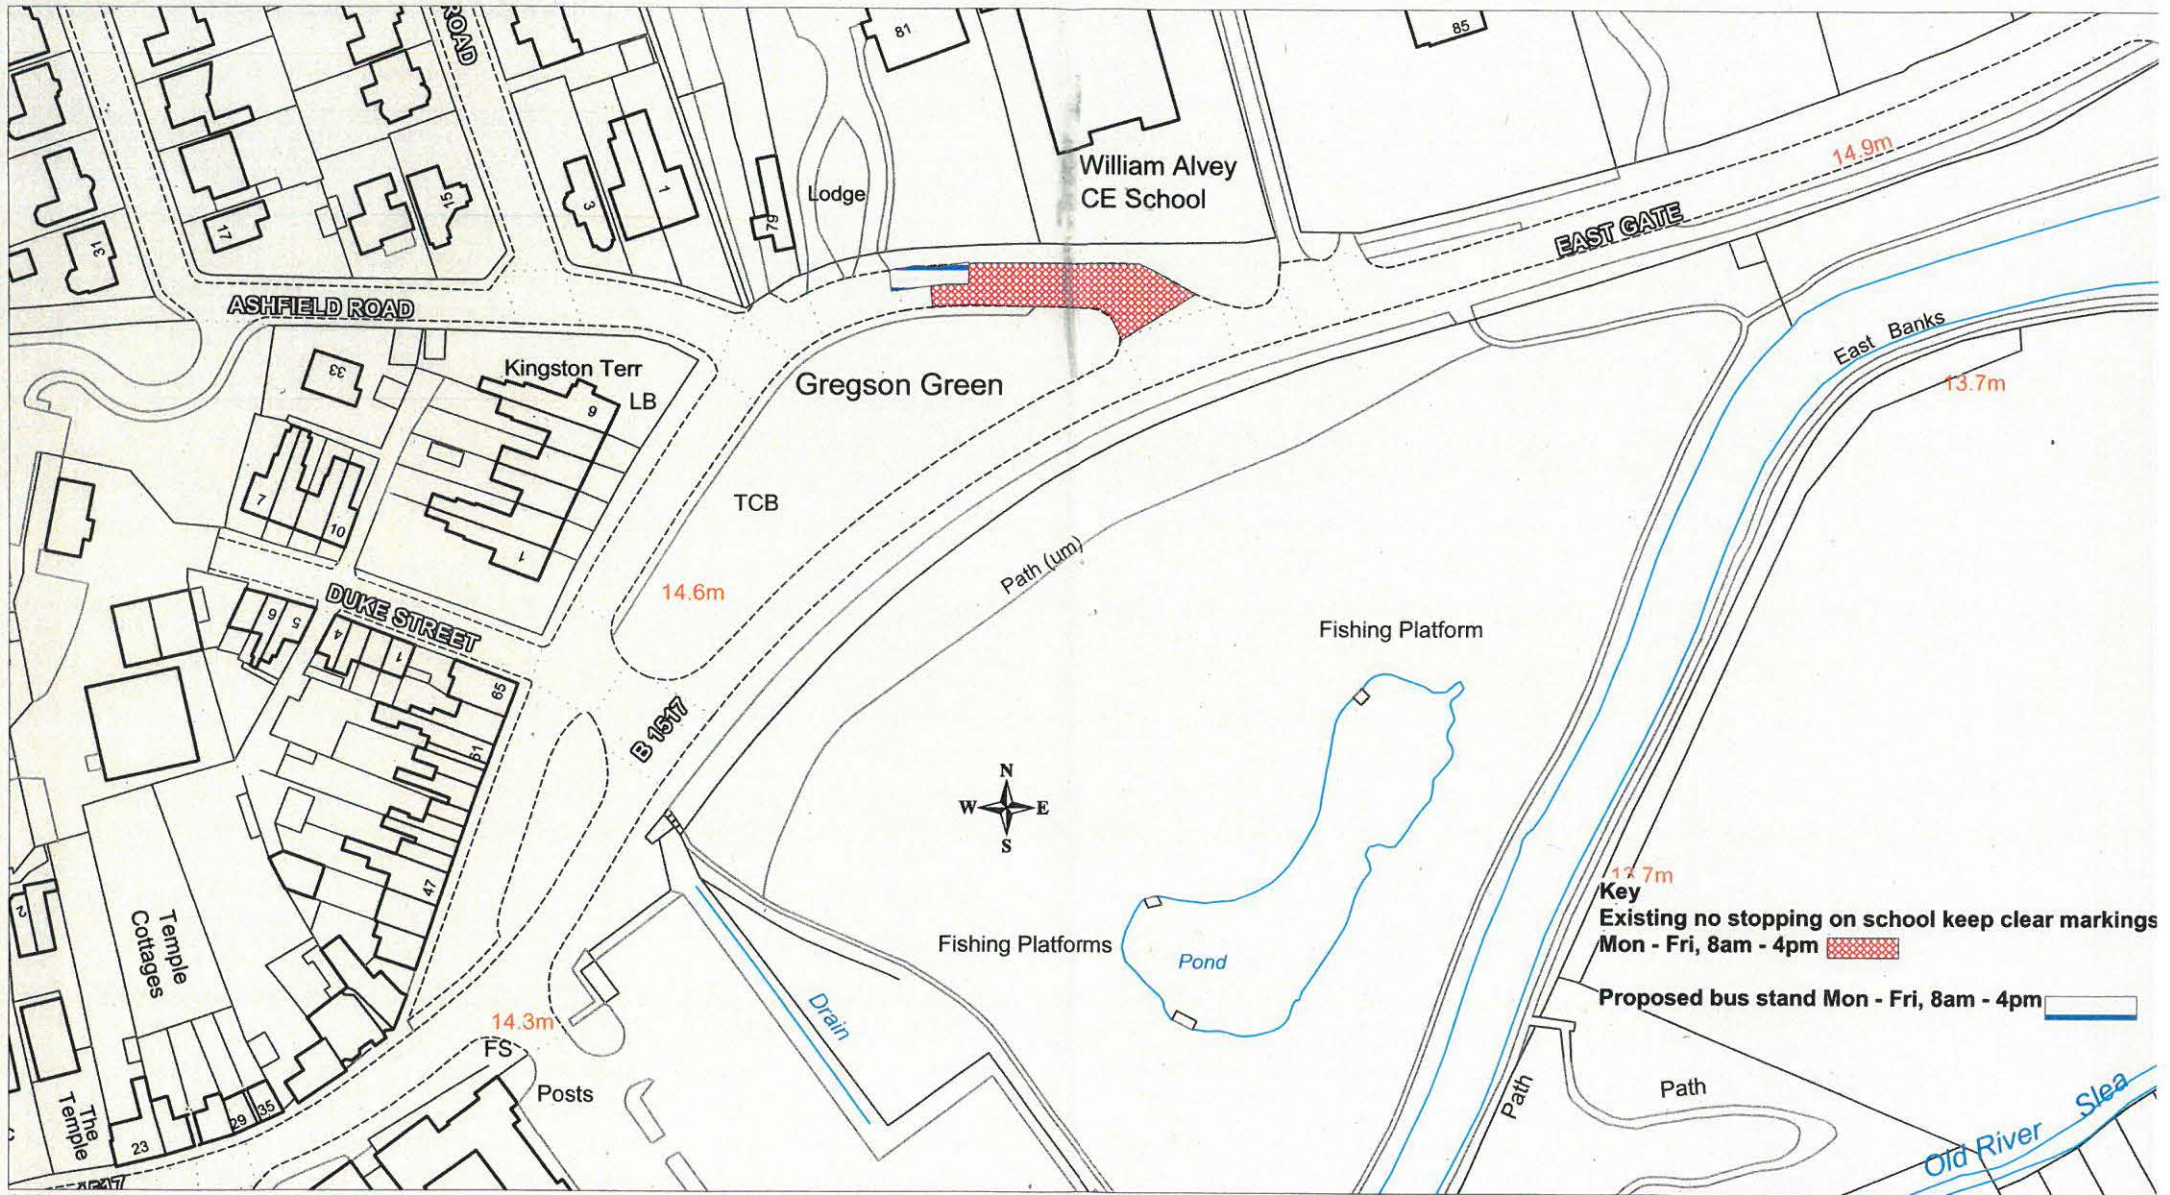 ROAD
81
85
William Alvey
CE School
14.9m
Lodge
1
3
79
15
17
31
EAST GATE
ASHFIELD ROAD
East Banks
13.7m
33
Kingston Terr
LB
9
Gregson Green
TCB
7
10
1
Path (um)
14.6m
DUKE STREET
6
5
4
1
65
Fishing Platform
B 1517
61
N
W E
S
47
2
Temple
Cottages
Fishing Platforms
Pond
Key
Existing no stopping on school keep clear markings
Mon - Fri, 8am - 4pm
Proposed bus stand Mon - Fri, 8am - 4pm
Drain
14.3m
FS
Posts
The
Temple
23
29
35
Path
Path
Old River Slea